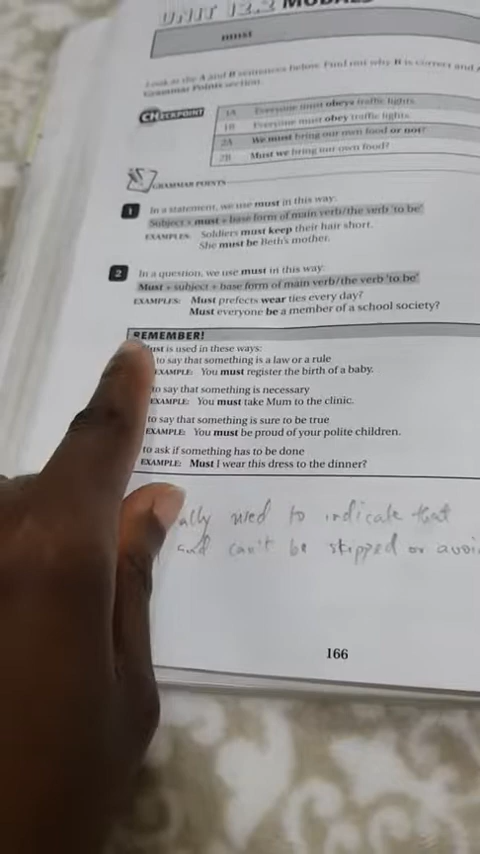 UNIT 12.2 MODALS
must
Look at the A and B sentences below. Find out why B is correct and
Grammar Points section.
CHECKPOINT
1A Everyone must obeys traffic lights.
1B Everyone must obey traffic lights.
2A We must bring our own food or not?
2B Must we bring our own food?
GRAMMAR POINTS
1 In a statement, we use must in this way:
Subject + must + base form of main verb/the verb 'to be'
EXAMPLES: Soldiers must keep their hair short.
She must be Beth's mother.
2 In a question, we use must in this way:
Must + subject + base form of main verb/the verb 'to be'
EXAMPLES: Must prefects wear ties every day?
Must everyone be a member of a school society?
REMEMBER!
Must is used in these ways:
to say that something is a law or a rule
EXAMPLE: You must register the birth of a baby.
to say that something is necessary
EXAMPLE: You must take Mum to the clinic.
to say that something is sure to be true
EXAMPLE: You must be proud of your polite children.
to ask if something has to be done
EXAMPLE: Must I wear this dress to the dinner?
ally used to indicate that
and can't be skipped or avoi
166